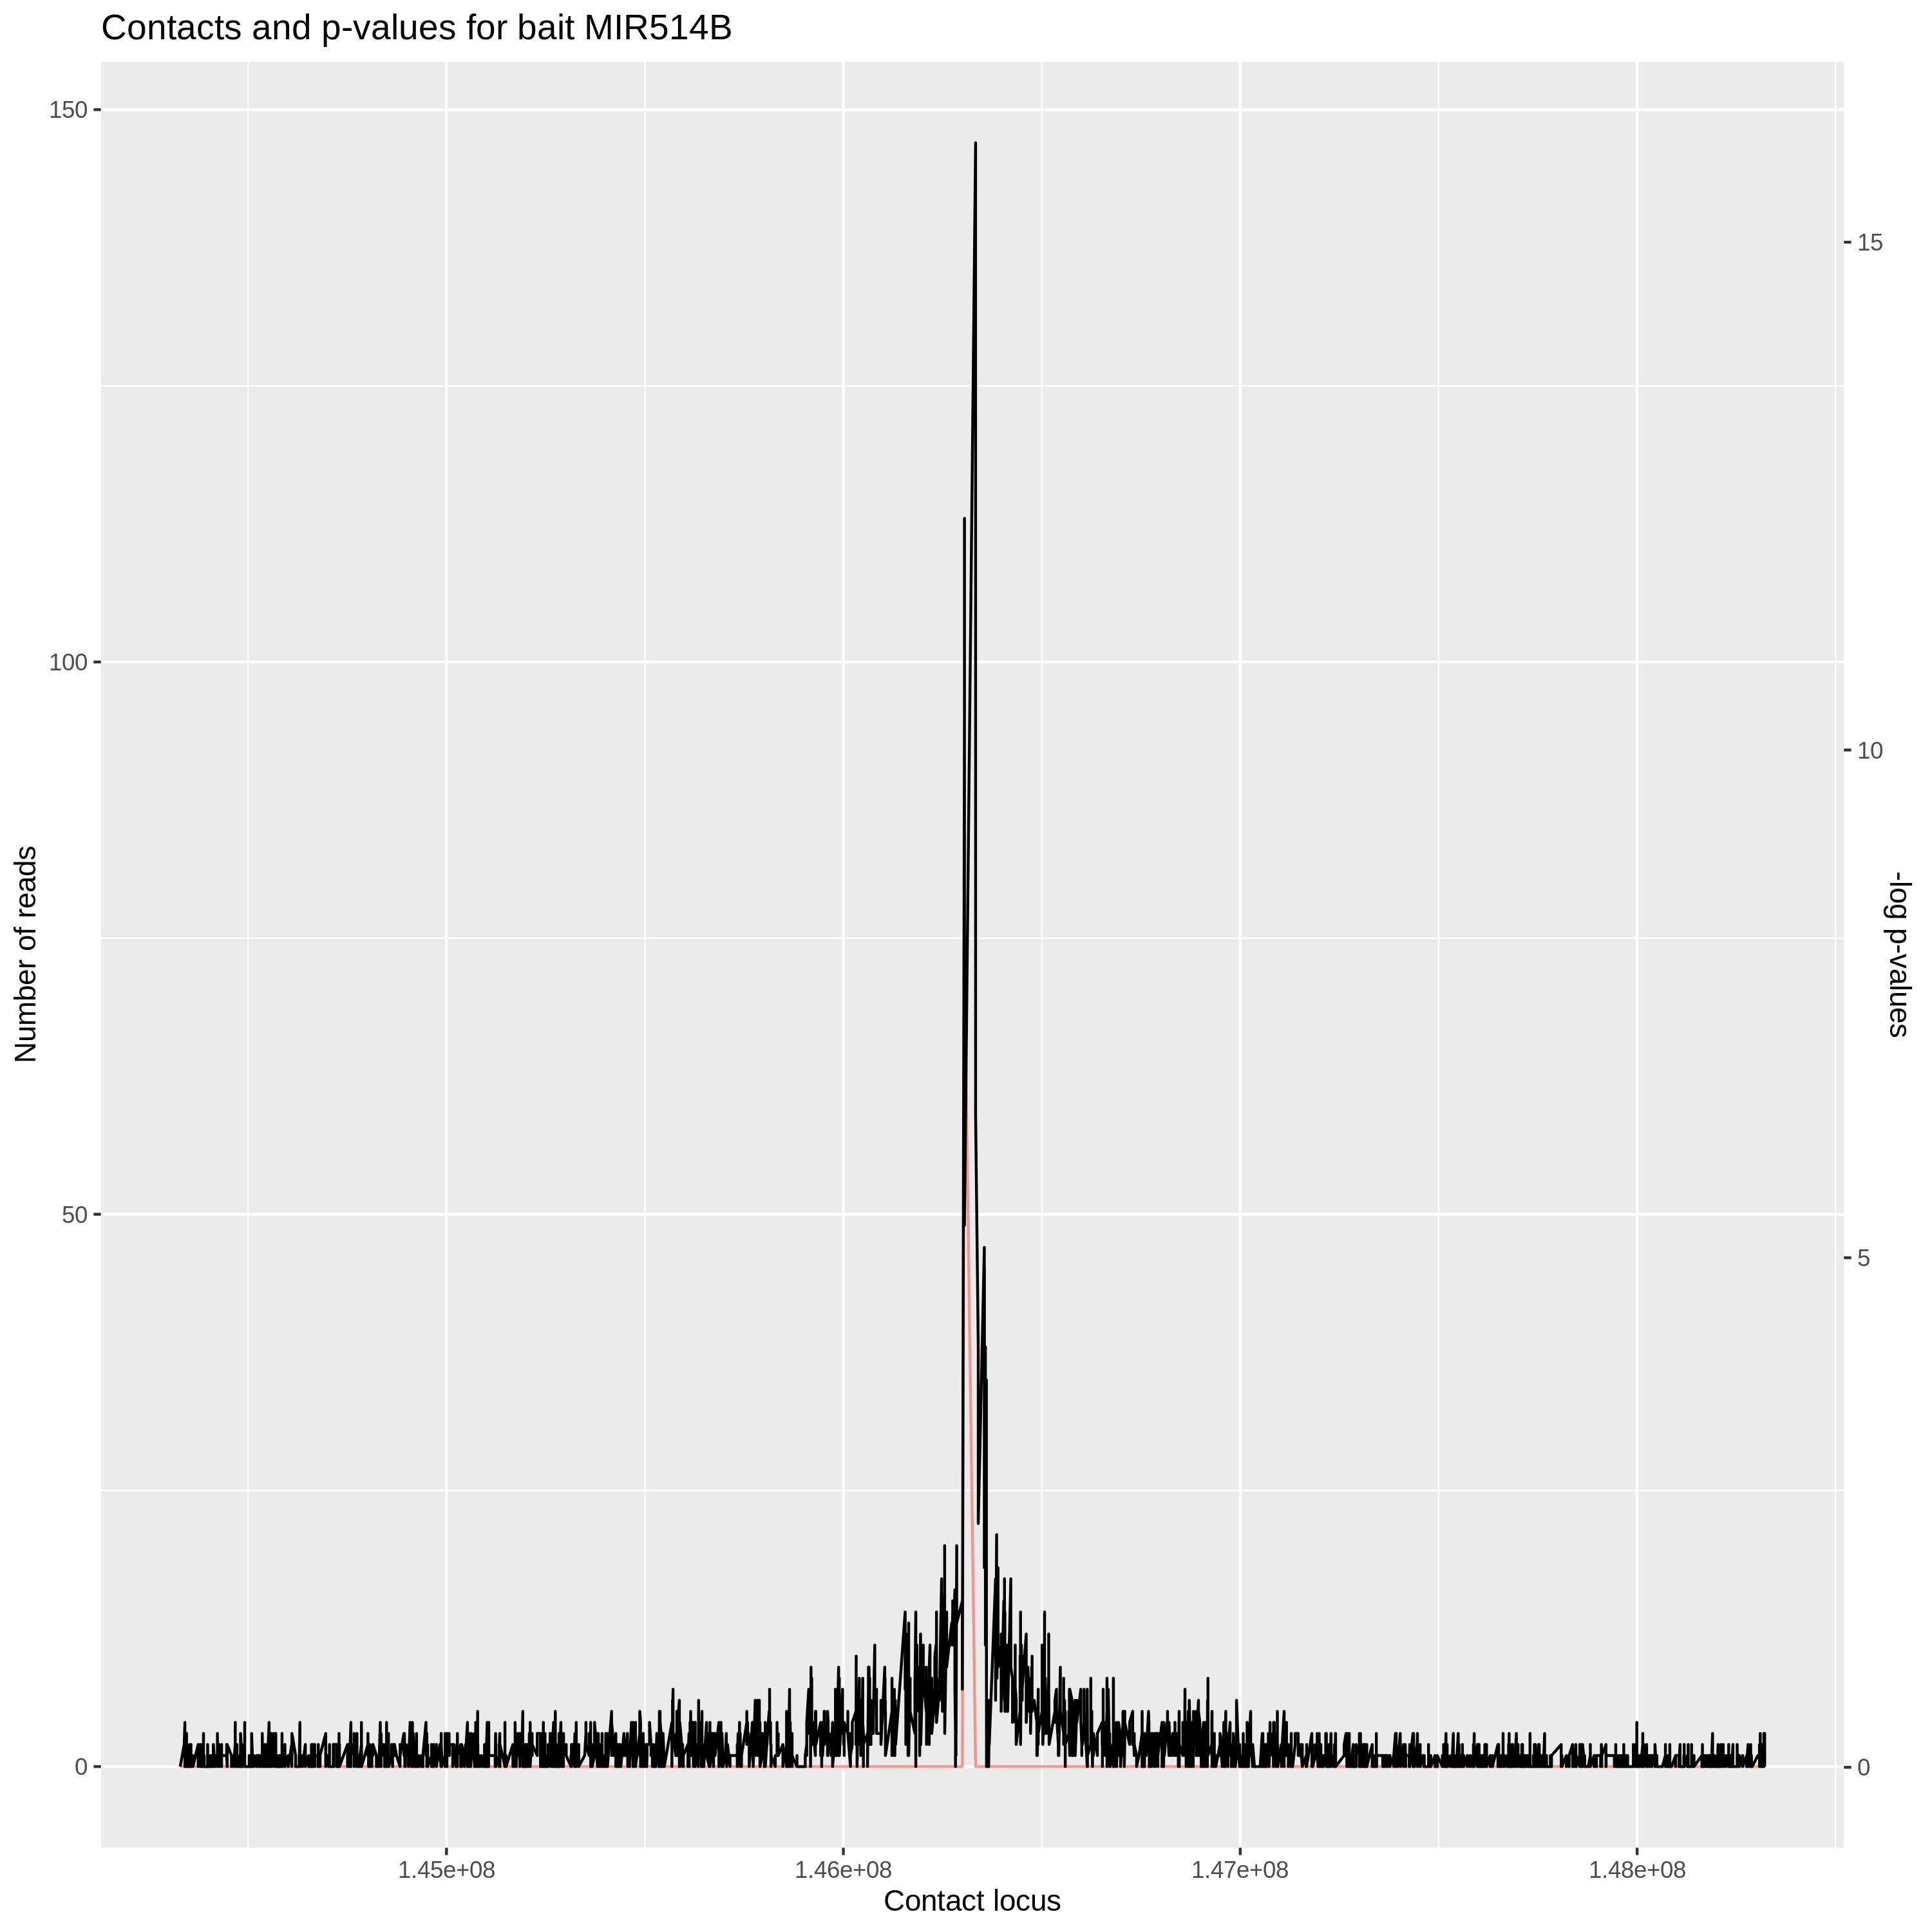 Contacts and p-values for bait MIR514B
150
100
50
0
Number of reads
15
10
5
0
-log p-values
1.45e+08
1.46e+08
1.47e+08
1.48e+08
Contact locus